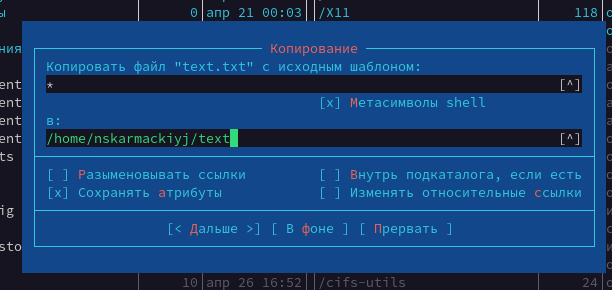 ы 0 апр 21 00:03 /X11 118
Копирование
ния
Копировать файл "text.txt" с исходным шаблоном:
ent * [^]
ent [x] Метасимволы shell
ent в:
ent /home/nskarmackiyj/text [^]
ts
[ ] Разыменовывать ссылки [ ] Внутрь подкаталога, если есть
[x] Сохранять атрибуты [ ] Изменять относительные ссылки
ig
[< Дальше >] [ В фоне ] [ Прервать ]
sto
10 апр 26 16:52 /cifs-utils 24